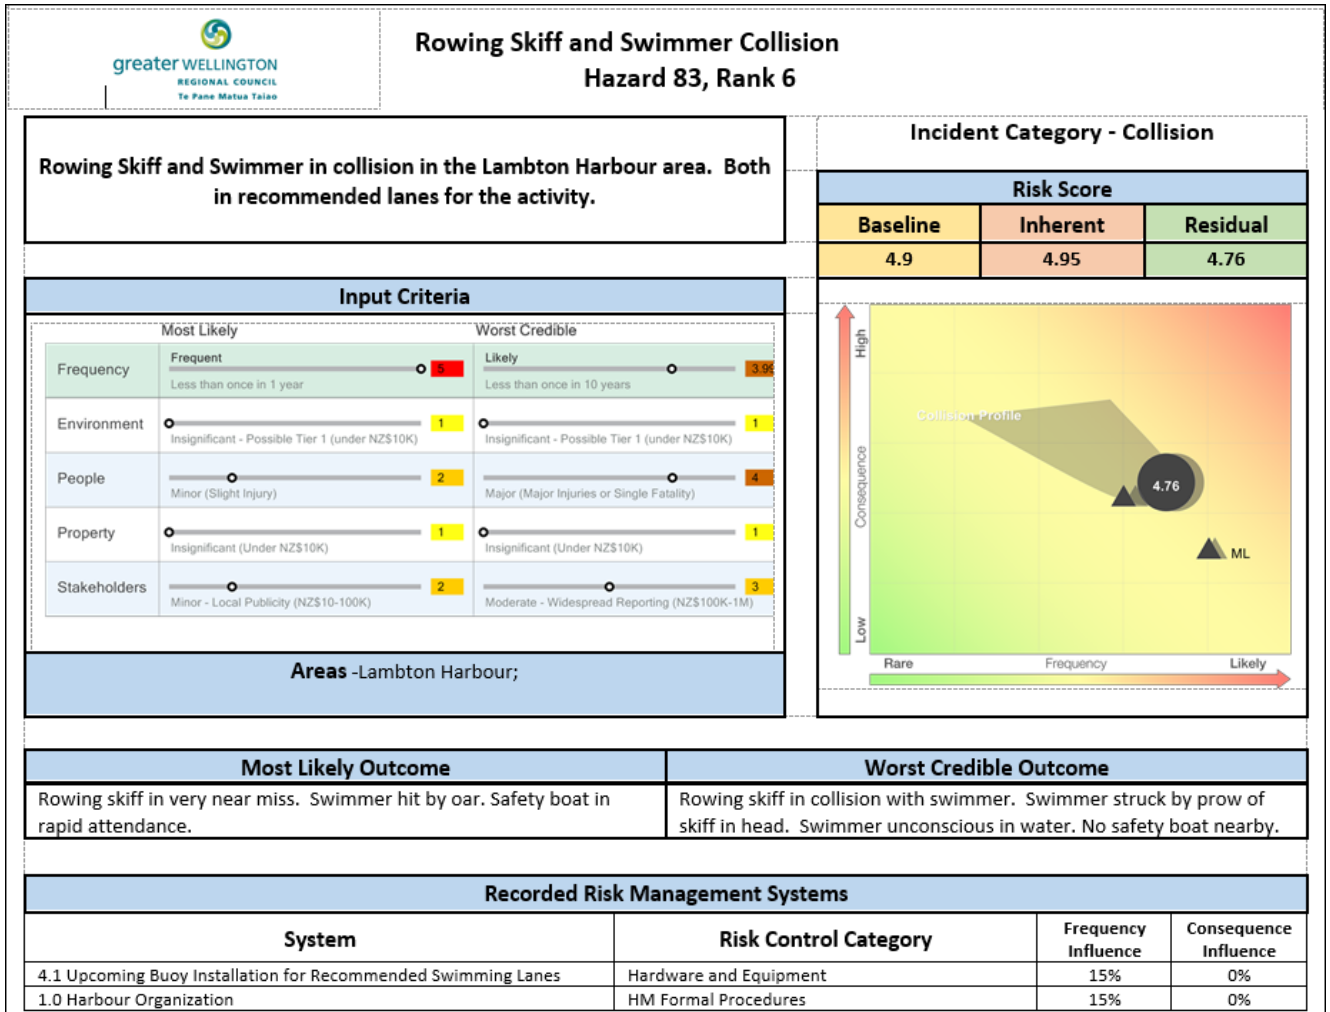 greater WELLINGTON
REGIONAL COUNCIL
Te Pane Matua Taiao
Rowing Skiff and Swimmer Collision
Hazard 83, Rank 6
Rowing Skiff and Swimmer in collision in the Lambton Harbour area. Both
in recommended lanes for the activity.
Incident Category - Collision
Risk Score
Baseline Inherent Residual
4.9 4.95 4.76
Input Criteria
Most Likely Worst Credible
Frequency
Frequent
5
Less than once in 1 year
Likely
3.99
Less than once in 10 years
Environment
1
Insignificant - Possible Tier 1 (under NZ$10K)
1
Insignificant - Possible Tier 1 (under NZ$10K)
People
2
Minor (Slight Injury)
4
Major (Major Injuries or Single Fatality)
Property
1
Insignificant (Under NZ$10K)
1
Insignificant (Under NZ$10K)
Stakeholders
2
Minor - Local Publicity (NZ$10-100K)
3
Moderate - Widespread Reporting (NZ$100K-1M)
Areas -Lambton Harbour;
High
Consequence
Low
Collision Profile
4.76
ML
Rare Frequency Likely
Most Likely Outcome
Rowing skiff in very near miss. Swimmer hit by oar. Safety boat in
rapid attendance.
Worst Credible Outcome
Rowing skiff in collision with swimmer. Swimmer struck by prow of
skiff in head. Swimmer unconscious in water. No safety boat nearby.
Recorded Risk Management Systems
System
Risk Control Category
Frequency
Influence
Consequence
Influence
4.1 Upcoming Buoy Installation for Recommended Swimming Lanes Hardware and Equipment 15% 0%
1.0 Harbour Organization HM Formal Procedures 15% 0%